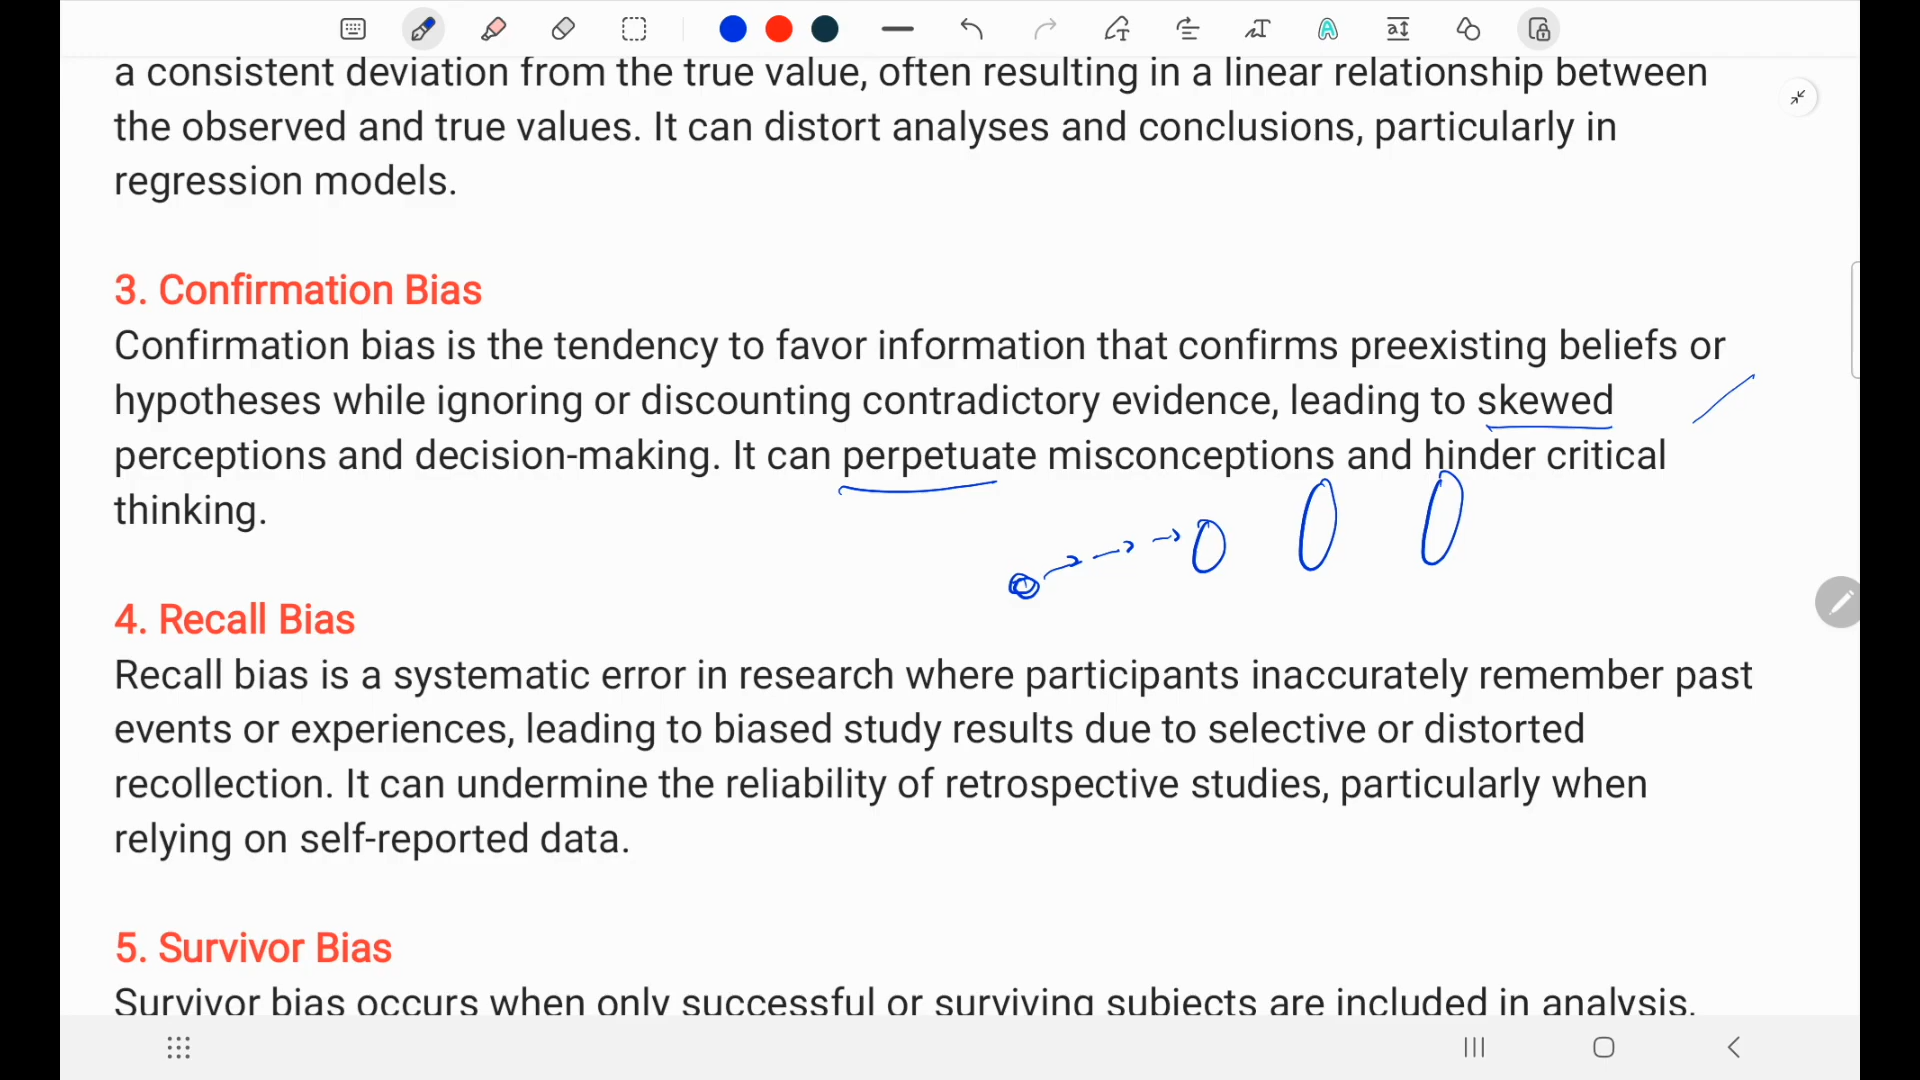 a consistent deviation from the true value, often resulting in a linear relationship between
the observed and true values. It can distort analyses and conclusions, particularly in
regression models.
3. Confirmation Bias
Confirmation bias is the tendency to favor information that confirms preexisting beliefs or
hypotheses while ignoring or discounting contradictory evidence, leading to skewed
perceptions and decision-making. It can perpetuate misconceptions and hinder critical
thinking.
4. Recall Bias
Recall bias is a systematic error in research where participants inaccurately remember past
events or experiences, leading to biased study results due to selective or distorted
recollection. It can undermine the reliability of retrospective studies, particularly when
relying on self-reported data.
5. Survivor Bias
Survivor bias occurs when only successful or surviving subjects are included in analysis,